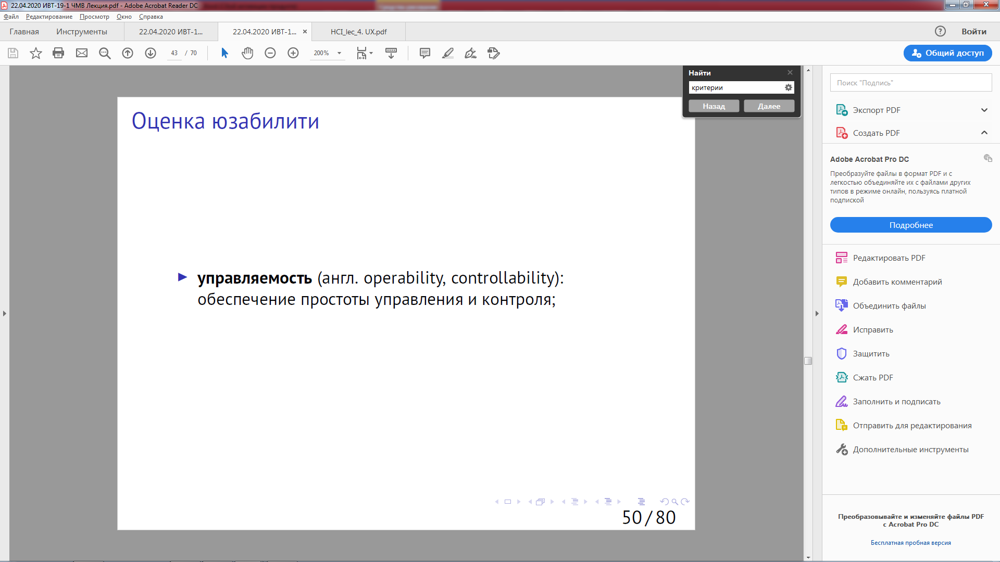 22.04.2020 ИВТ-19-1 ЧМВ Лекция.pdf - Adobe Acrobat Reader DC
Файл Редактирование Просмотр Окно Справка
Главная Инструменты 22.04.2020 ИВТ-1... 22.04.2020 ИВТ-1... × HCI_lec_4. UX.pdf ? Войти
43 / 70 200% Общий доступ
Найти
критерии
Назад Далее
Оценка юзабилити
управляемость (англ. operability, controllability):
обеспечение простоты управления и контроля;
50/80
Поиск "Подпись"
Экспорт PDF
Создать PDF
Adobe Acrobat Pro DC
Преобразуйте файлы в формат PDF и с
легкостью объединяйте их с файлами других
типов в режиме онлайн, пользуясь платной
подпиской
Подробнее
Редактировать PDF
Добавить комментарий
Объединить файлы
Исправить
Защитить
Сжать PDF
Заполнить и подписать
Отправить для редактирования
Дополнительные инструменты
Преобразовывайте и изменяйте файлы PDF
с Acrobat Pro DC
Бесплатная пробная версия